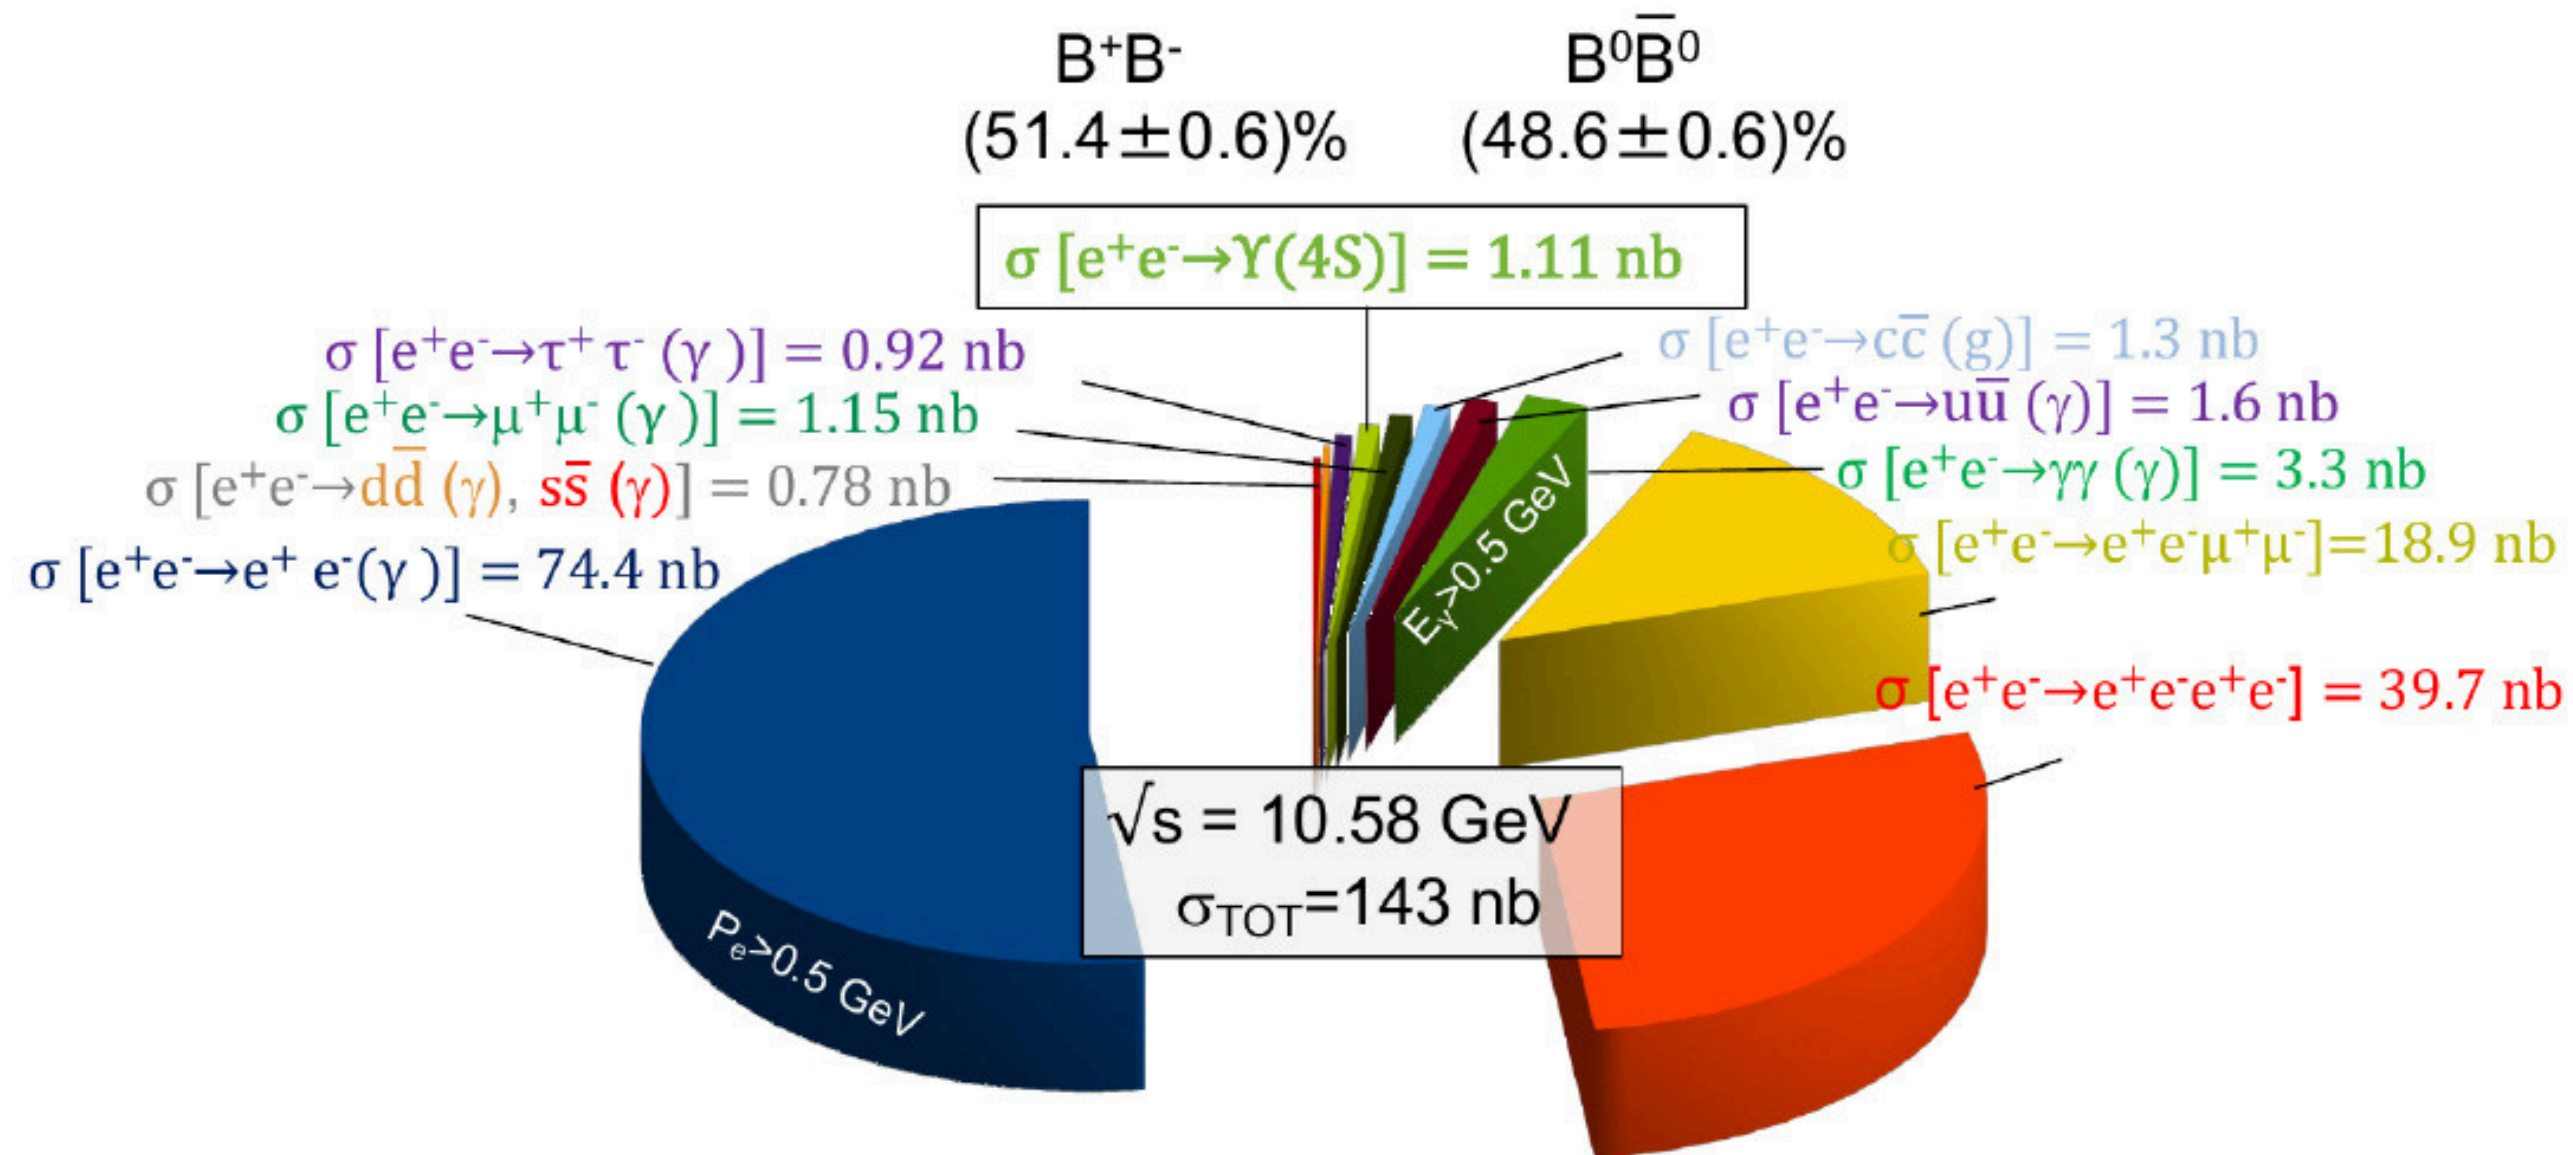 B⁺B⁻
B⁰B̅⁰
(51.4±0.6)%
(48.6±0.6)%
σ [e⁺e⁻→ϒ(4S)] = 1.11 nb
σ [e⁺e⁻→τ⁺ τ⁻ (γ )] = 0.92 nb
σ [e⁺e⁻→μ⁺μ⁻ (γ )] = 1.15 nb
σ [e⁺e⁻→dd̅ (γ), ss̅ (γ)] = 0.78 nb
σ [e⁺e⁻→e⁺ e⁻(γ )] = 74.4 nb
σ [e⁺e⁻→cc̅ (g)] = 1.3 nb
σ [e⁺e⁻→uu̅ (γ)] = 1.6 nb
σ [e⁺e⁻→γγ (γ)] = 3.3 nb
σ [e⁺e⁻→e⁺e⁻μ⁺μ⁻]=18.9 nb
σ [e⁺e⁻→e⁺e⁻e⁺e⁻] = 39.7 nb
Eᵧ>0.5 GeV
Pₑ>0.5 GeV
√s = 10.58 GeV
σTOT=143 nb